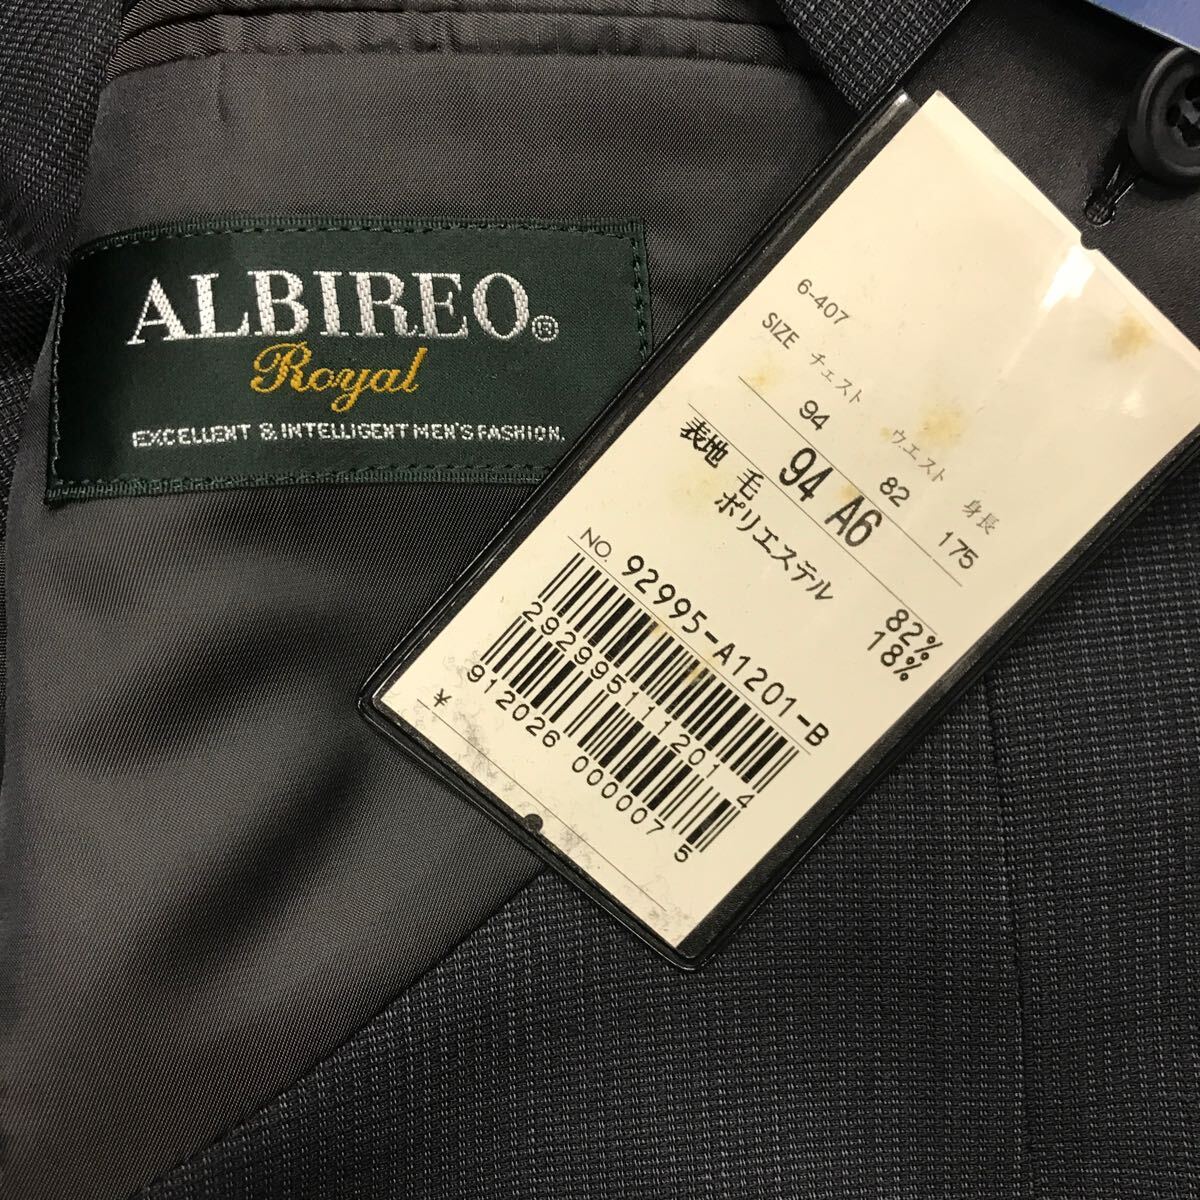 ALBIREO®
Royal
EXCELLENT & INTELLIGENT MEN'S FASHION.
6-407
SIZE チェスト ウエスト 身長
94 82 175
94 A6
表地 毛 82%
ポリエステル 18%
NO. 92995-A1201-B
2929951112014
912026 0000075
¥